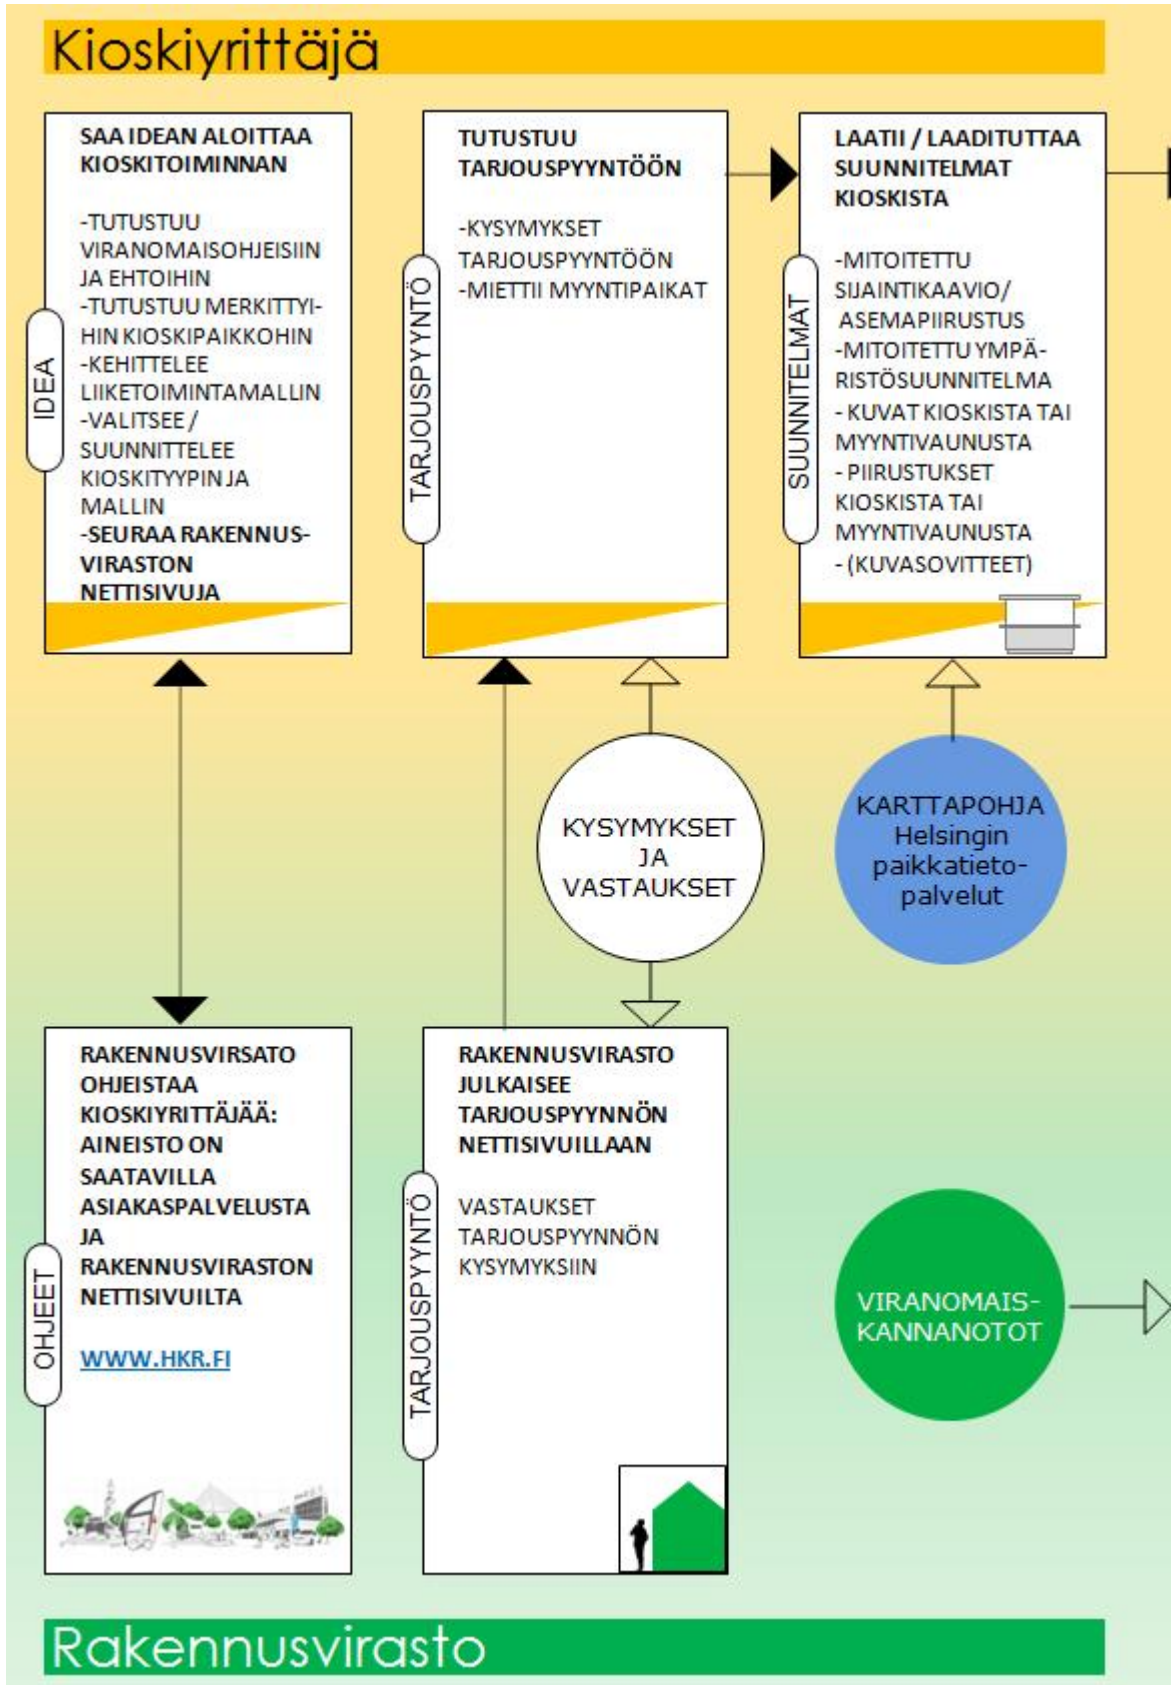 Kioskiyrittäjä
IDEA
SAA IDEAN ALOITTAA
KIOSKITOIMINNAN
-TUTUSTUU
VIRANOMAISOHJEISIIN
JA EHTOIHIN
-TUTUSTUU MERKITTYI-
HIN KIOSKIPAIKKOHIN
-KEHITTELEE
LIIKETOIMINTAMALLIN
-VALITSEE /
SUUNNITTELEE
KIOSKITYYPIN JA
MALLIN
-SEURAA RAKENNUS-
VIRASTON
NETTISIVUJA
TARJOUSPYYNTÖ
TUTUSTUU
TARJOUSPYYNTÖÖN
-KYSYMYKSET
TARJOUSPYYNTÖÖN
-MIETTII MYYNTIPAIKAT
SUUNNITELMAT
LAATII / LAADITUTTAA
SUUNNITELMAT
KIOSKISTA
-MITOITETTU
SIJAINTIKAAVIO/
ASEMAPIIRUSTUS
-MITOITETTU YMPÄ-
RISTÖSUUNNITELMA
- KUVAT KIOSKISTA TAI
MYYNTIVAUNUSTA
- PIIRUSTUKSET
KIOSKISTA TAI
MYYNTIVAUNUSTA
- (KUVASOVITTEET)
KYSYMYKSET
JA
VASTAUKSET
KARTTAPOHJA
Helsingin
paikkatieto-
palvelut
OHJEET
RAKENNUSVIRSATO
OHJEISTAA
KIOSKIYRITTÄJÄÄ:
AINEISTO ON
SAATAVILLA
ASIAKASPALVELUSTA
JA
RAKENNUSVIRASTON
NETTISIVUILTA
WWW.HKR.FI
TARJOUSPYYNTÖ
RAKENNUSVIRASTO
JULKAISEE
TARJOUSPYYNNÖN
NETTISIVUILLAAN
VASTAUKSET
TARJOUSPYYNNÖN
KYSYMYKSIIN
VIRANOMAIS-
KANNANOTOT
Rakennusvirasto